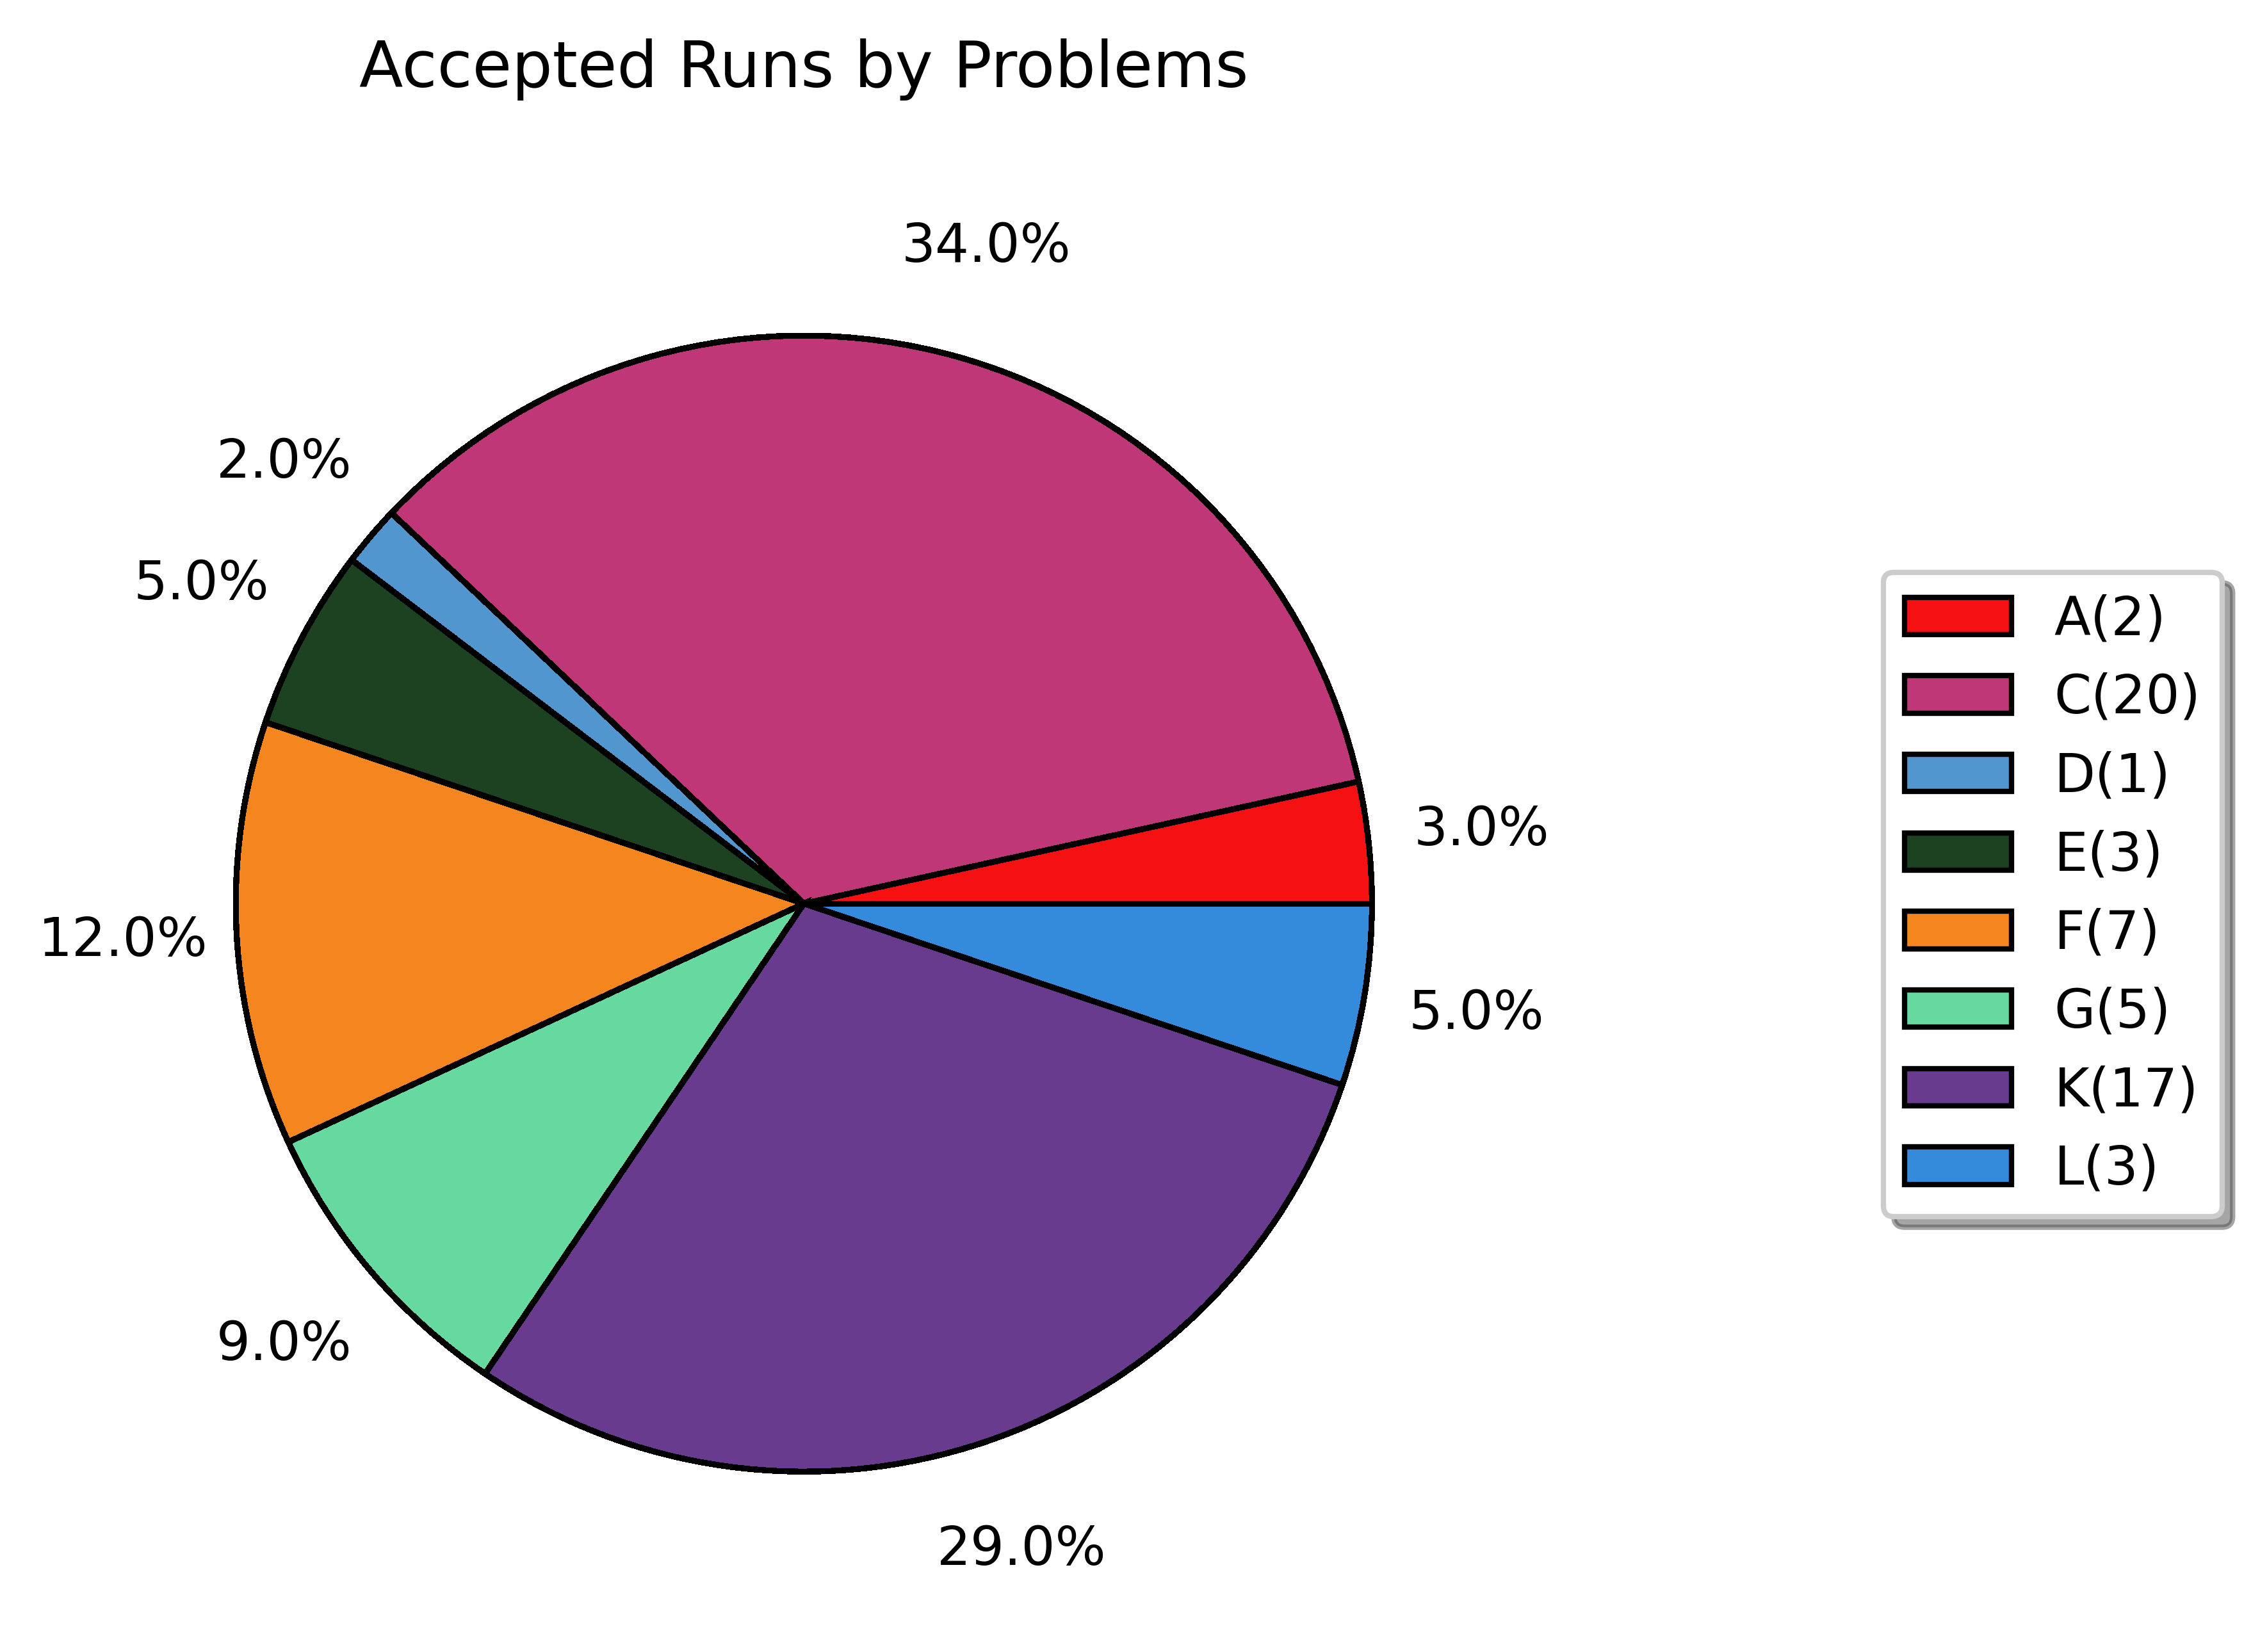 Accepted Runs by Problems
34.0%
2.0%
5.0%
3.0%
12.0%
5.0%
9.0%
29.0%
A(2)
C(20)
D(1)
E(3)
F(7)
G(5)
K(17)
L(3)